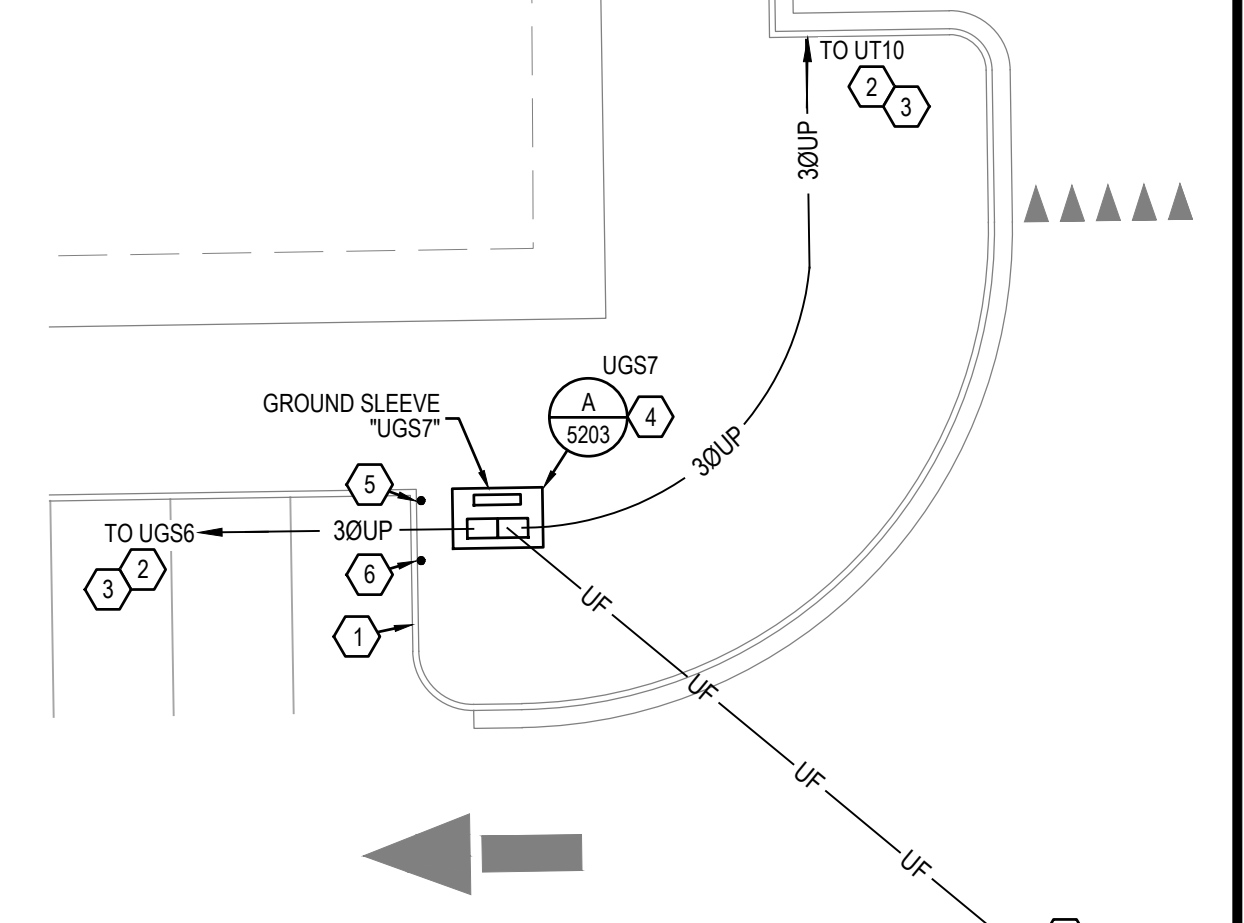 TO UT10
2
3
3ØUP
UGS7
GROUND SLEEVE
"UGS7"
A
5203
4
3ØUP
5
TO UGS6
3ØUP
2
3
6
1
UF
UF
UF
UF